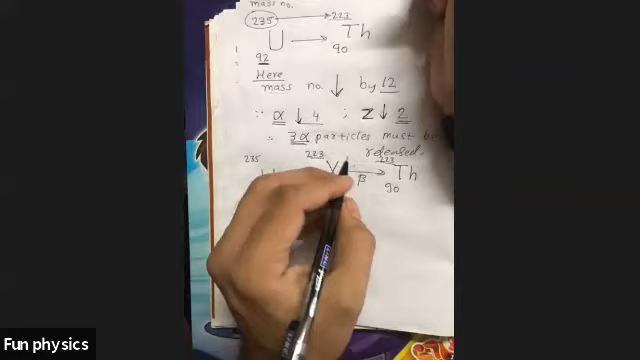 mass no.
235 → 223
U → Th
92 90
Here
mass no. ↓ by 12
∵ α ↓ 4 ; Z ↓ 2
∴ 3α particles must be
released.
235 223 223
Y → β Th
90
Fun physics